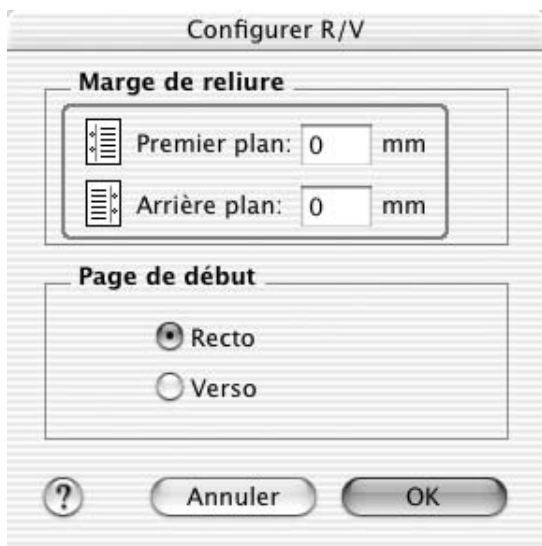 Configurer R/V
Marge de reliure
Premier plan: 0 mm
Arrière plan: 0 mm
Page de début
Recto
Verso
? Annuler OK